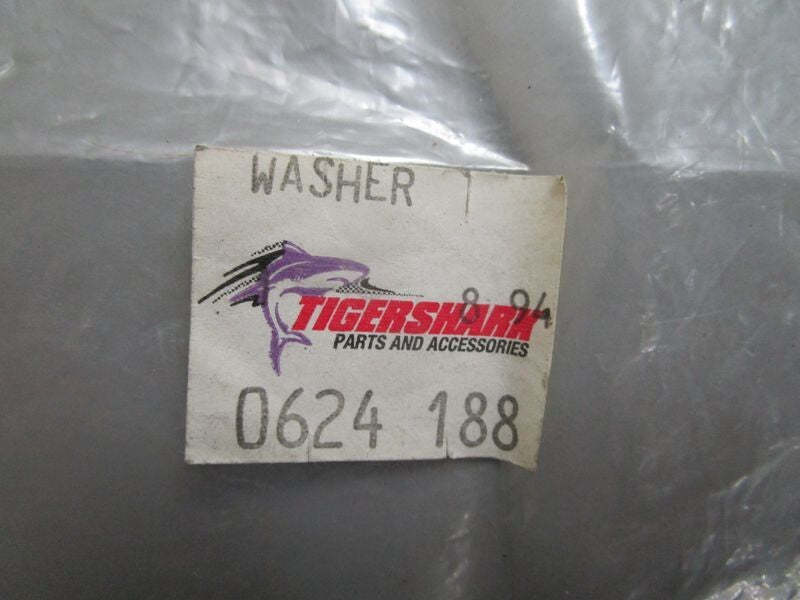 WASHER
8 94
TIGERSHARK
PARTS AND ACCESSORIES
0624 188